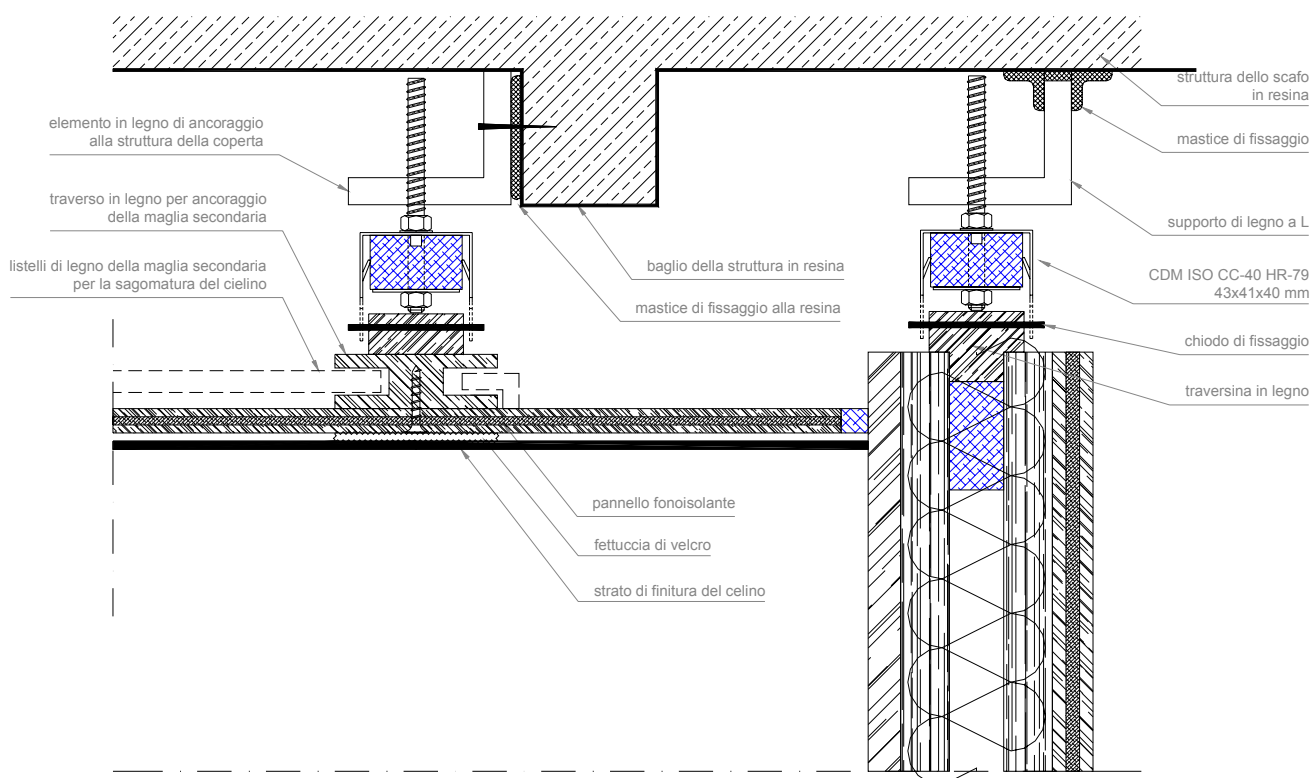 elemento in legno di ancoraggio
alla struttura della coperta
traverso in legno per ancoraggio
della maglia secondaria
listelli di legno della maglia secondaria
per la sagomatura del cielino
baglio della struttura in resina
mastice di fissaggio alla resina
pannello fonoisolante
fettuccia di velcro
strato di finitura del celino
struttura dello scafo
in resina
mastice di fissaggio
supporto di legno a L
CDM ISO CC-40 HR-79
43x41x40 mm
chiodo di fissaggio
traversina in legno